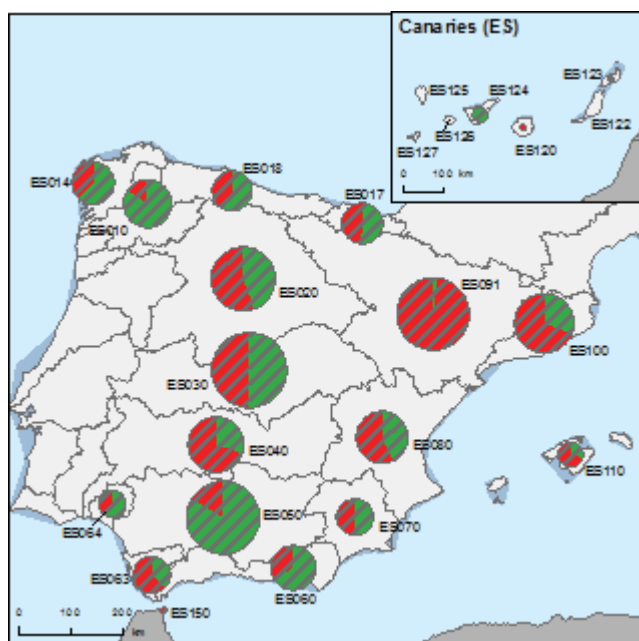 Canaries (ES)
ES123
ES125
ES124
ES126
ES122
ES127
ES120
0 100
km
ES018
ES014
ES017
ES010
ES091
ES020
ES100
ES030
ES080
ES040
ES110
ES050
ES070
ES064
ES063
ES060
ES150
0 100 200
km